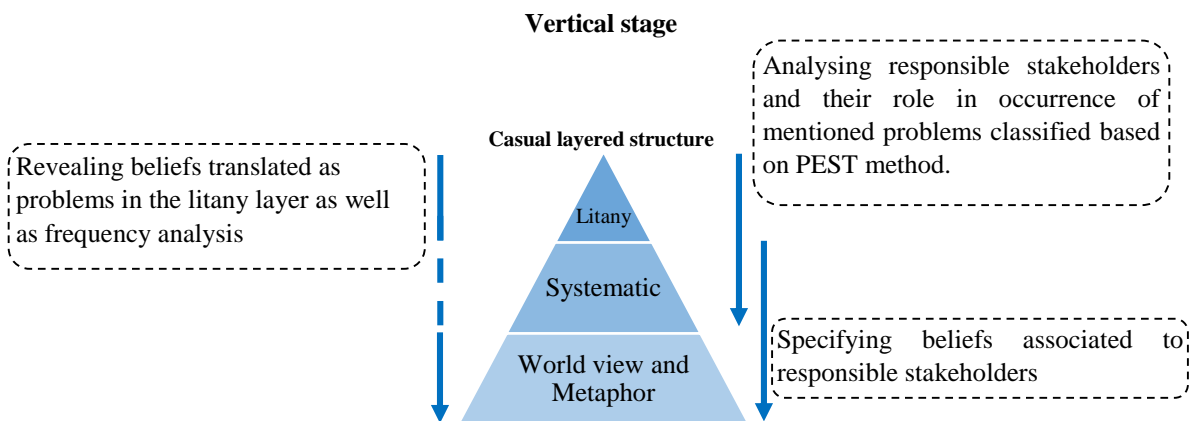 Vertical stage
Analysing responsible stakeholders
and their role in occurrence of
mentioned problems classified based
on PEST method.
Casual layered structure
Revealing beliefs translated as
problems in the litany layer as well
as frequency analysis
Litany
Systematic
World view and
Metaphor
Specifying beliefs associated to
responsible stakeholders